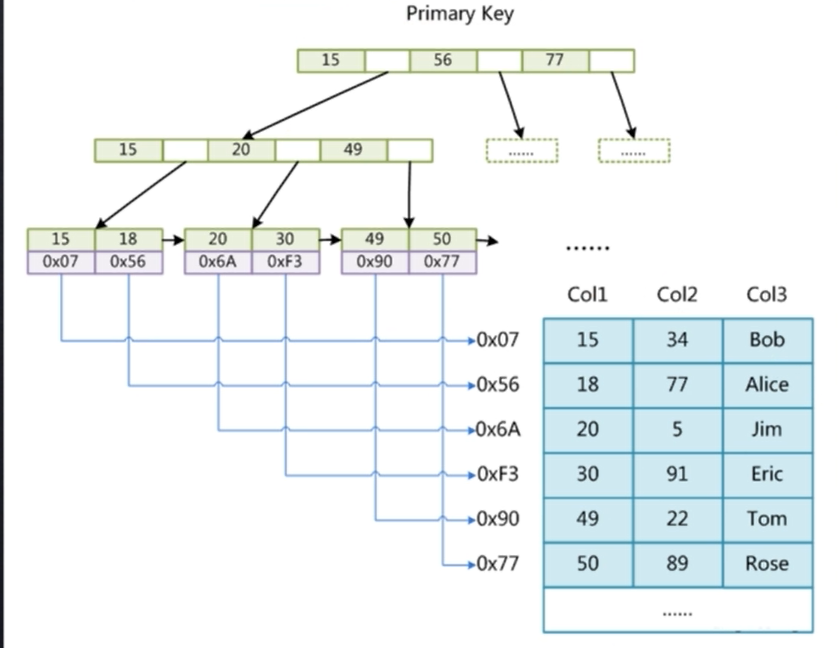 Primary Key
15 56 77
15 20 49
...... ......
15 18 20 30 49 50
0x07 0x56 0x6A 0xF3 0x90 0x77
......
Col1 Col2 Col3
0x07 15 34 Bob
0x56 18 77 Alice
0x6A 20 5 Jim
0xF3 30 91 Eric
0x90 49 22 Tom
0x77 50 89 Rose
......